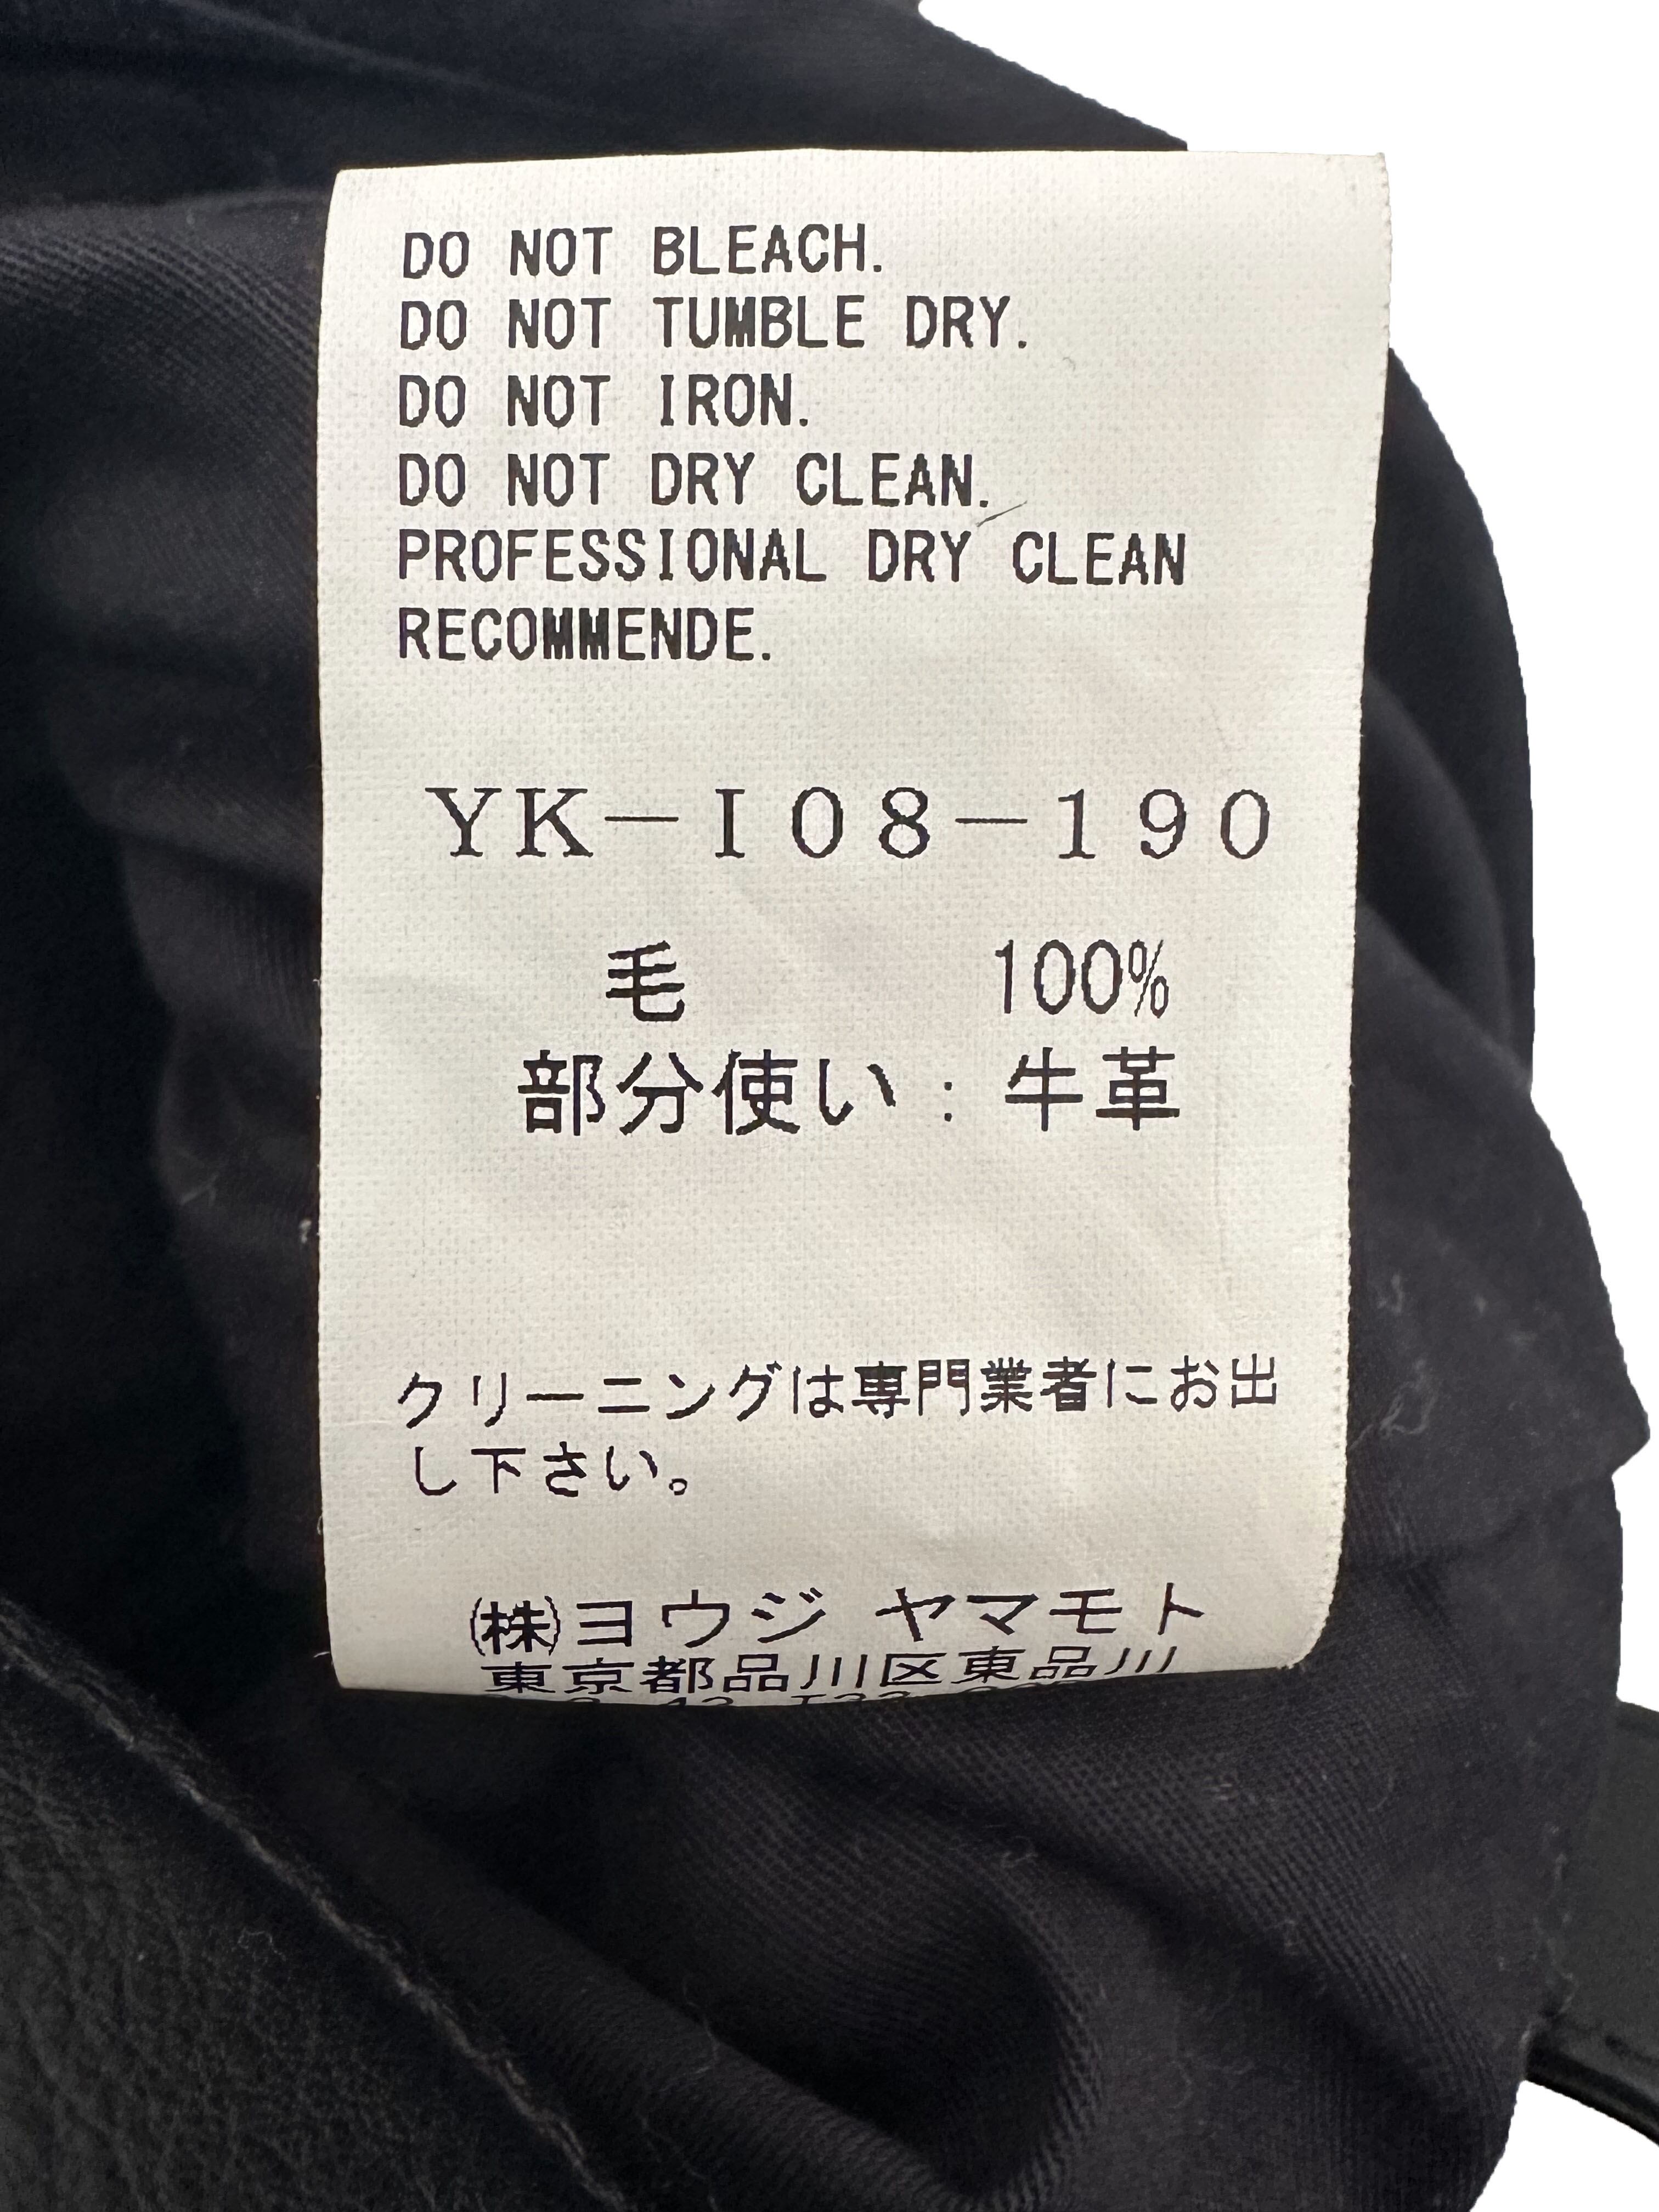 DO NOT BLEACH.
DO NOT TUMBLE DRY.
DO NOT IRON.
DO NOT DRY CLEAN.
PROFESSIONAL DRY CLEAN
RECOMMENDE.
YK-I08-190
毛 100%
部分使い:牛革
クリーニングは専門業者にお出
し下さい。
㈱ヨウジ ヤマモト
東京都品川区東品川